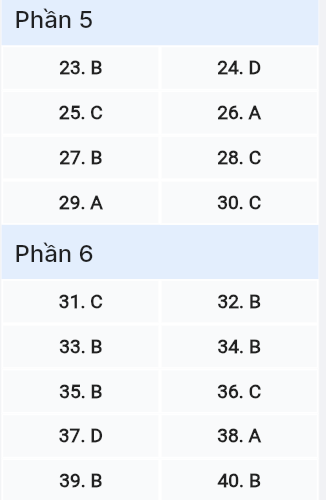 Phần 5
23. B 24. D
25. C 26. A
27. B 28. C
29. A 30. C
Phần 6
31. C 32. B
33. B 34. B
35. B 36. C
37. D 38. A
39. B 40. B